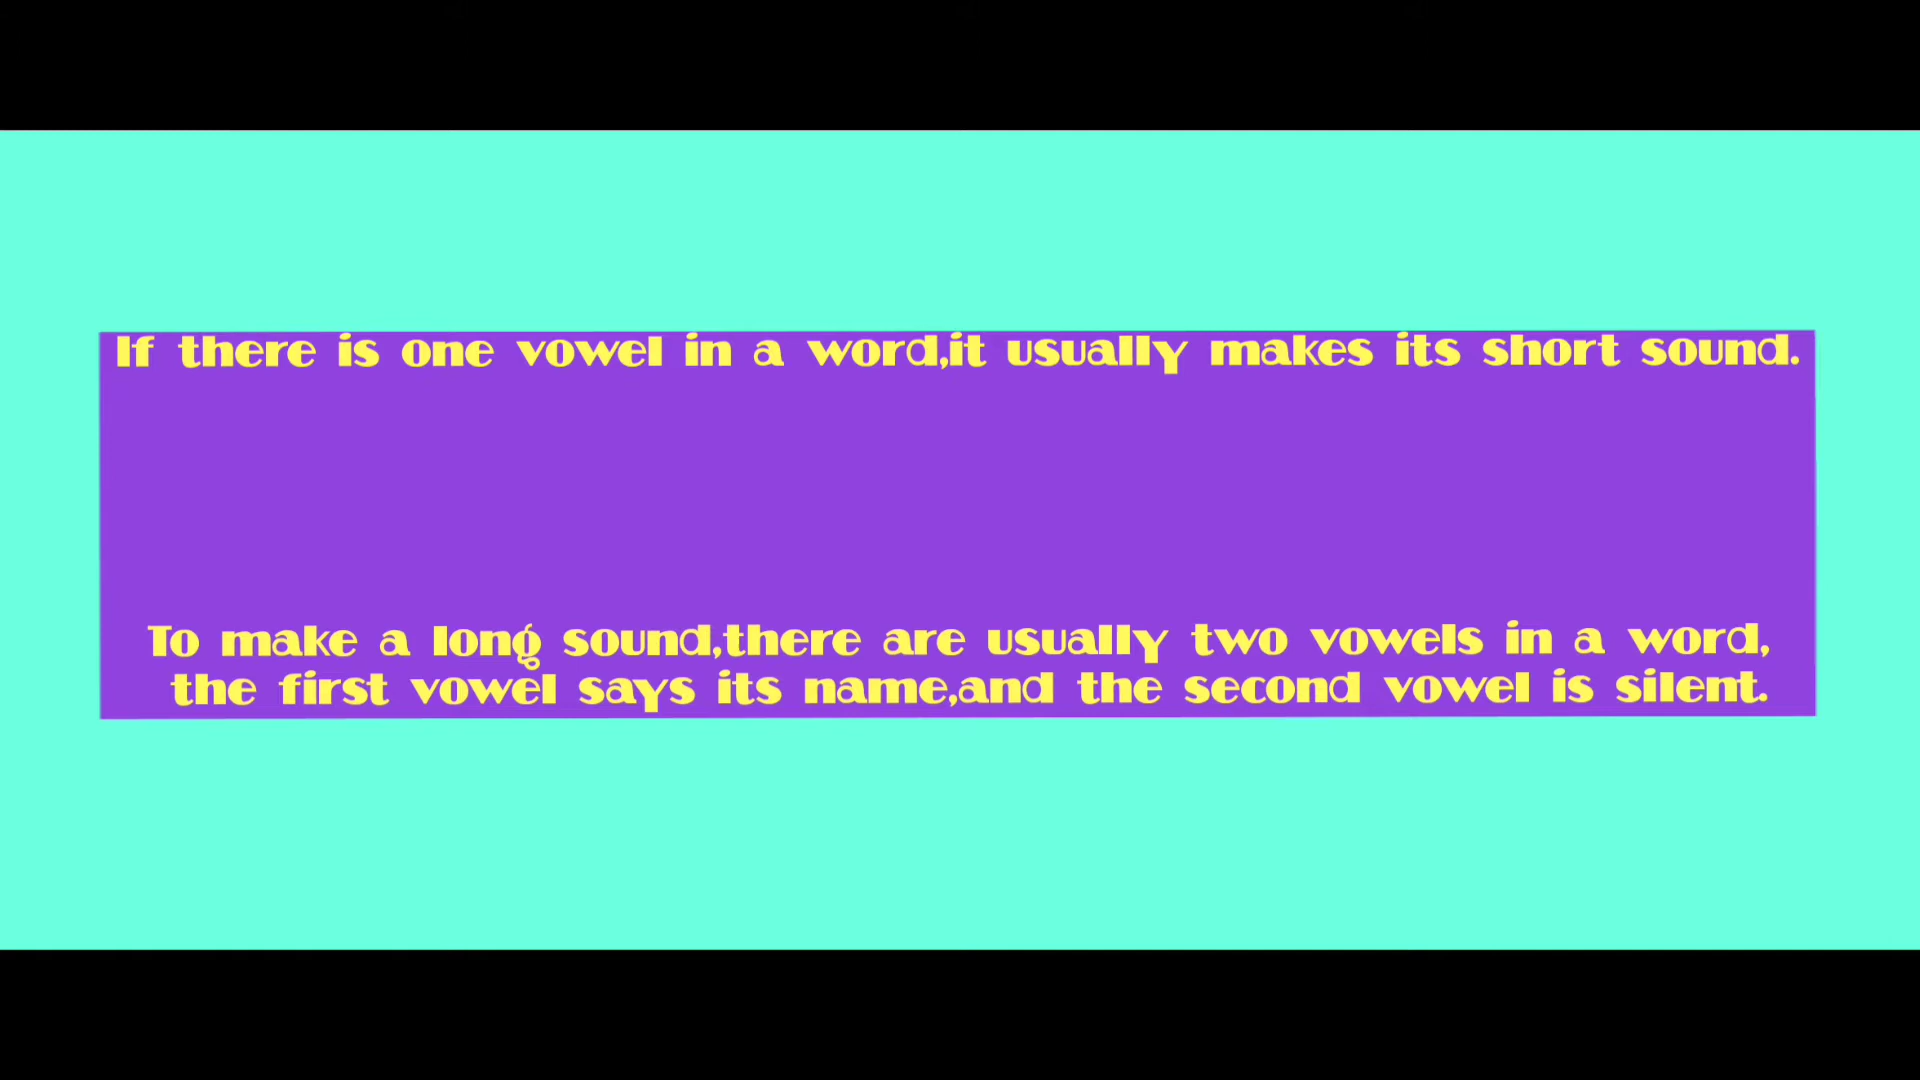 If there is one vowel in a word,it usually makes its short sound.
To make a long sound,there are usually two vowels in a word,
the first vowel says its name,and the second vowel is silent.